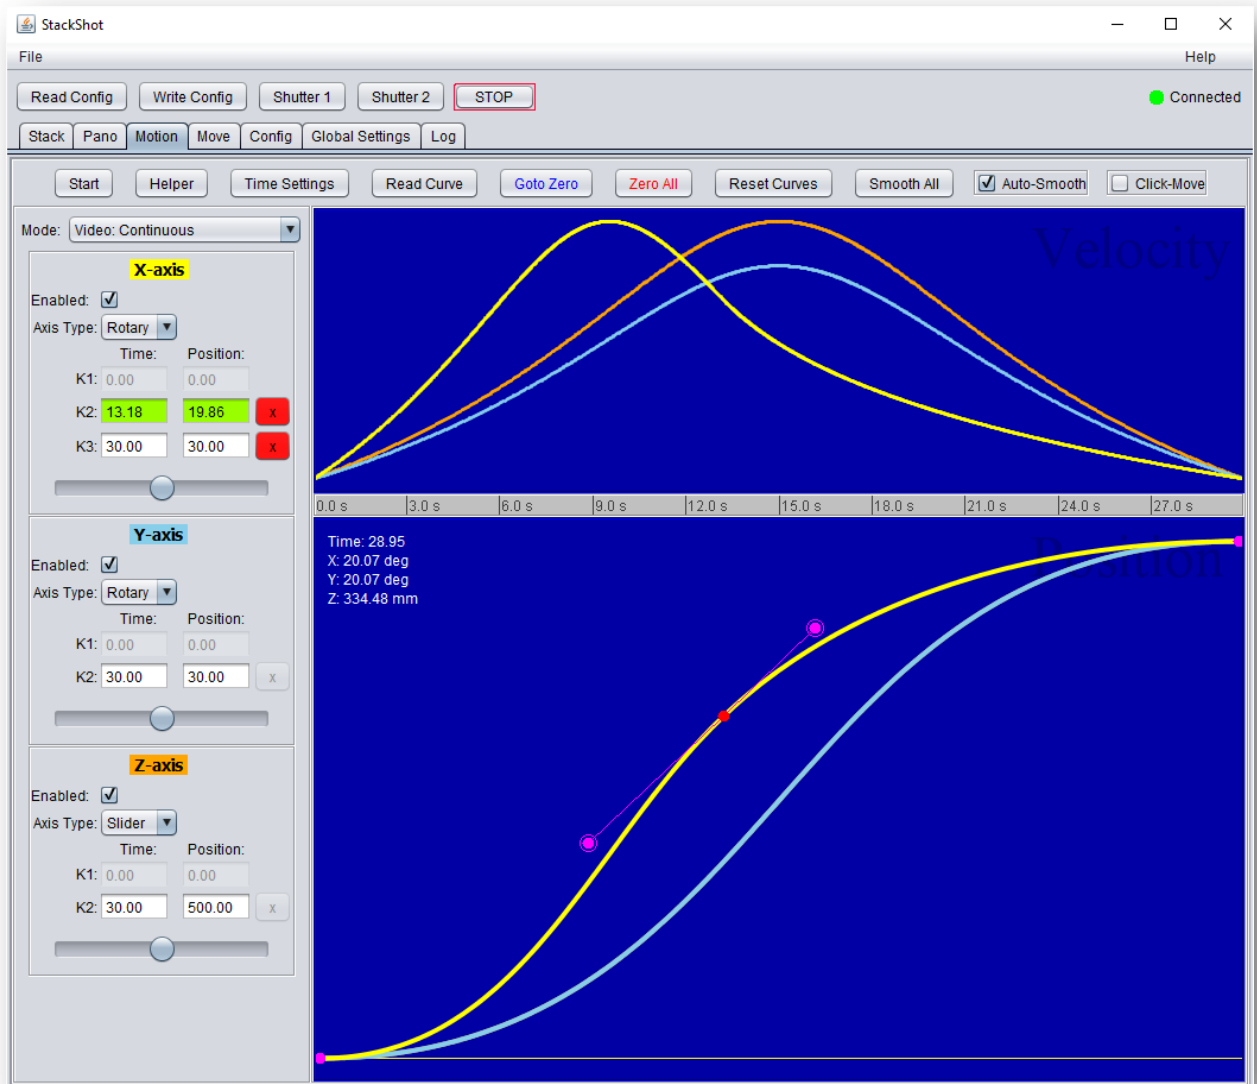 StackShot
File Help
Read Config Write Config Shutter 1 Shutter 2 STOP Connected
Stack Pano Motion Move Config Global Settings Log
Start Helper Time Settings Read Curve Goto Zero Zero All Reset Curves Smooth All Auto-Smooth Click-Move
Mode: Video: Continuous
X-axis
Enabled:
Axis Type: Rotary
Time: Position:
K1: 0.00 0.00
K2: 13.18 19.86 x
K3: 30.00 30.00 x
Y-axis
Enabled:
Axis Type: Rotary
Time: Position:
K1: 0.00 0.00
K2: 30.00 30.00 x
Z-axis
Enabled:
Axis Type: Slider
Time: Position:
K1: 0.00 0.00
K2: 30.00 500.00 x
Velocity
0.0 s 3.0 s 6.0 s 9.0 s 12.0 s 15.0 s 18.0 s 21.0 s 24.0 s 27.0 s
Position
Time: 28.95
X: 20.07 deg
Y: 20.07 deg
Z: 334.48 mm